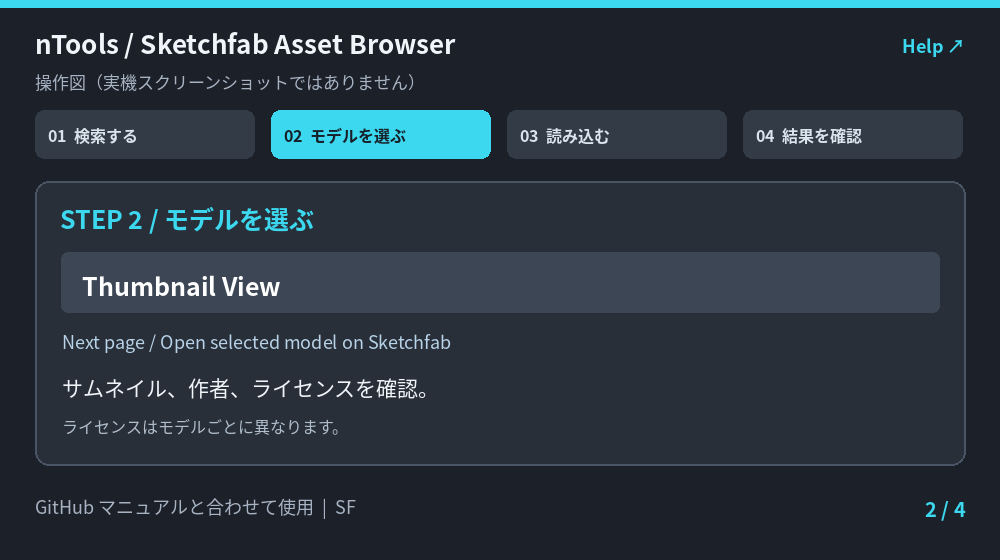 nTools / Sketchfab Asset Browser
Help ↗
操作図（実機スクリーンショットではありません）
01 検索する
02 モデルを選ぶ
03 読み込む
04 結果を確認
STEP 2 / モデルを選ぶ
Thumbnail View
Next page / Open selected model on Sketchfab
サムネイル、作者、ライセンスを確認。
ライセンスはモデルごとに異なります。
GitHub マニュアルと合わせて使用 | SF
2 / 4